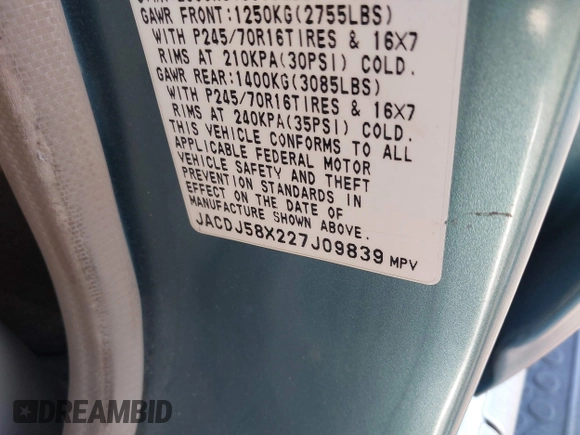 GAWR FRONT:1250KG(2755LBS)
WITH P245/70R16TIRES & 16X7
RIMS AT 210KPA(30PSI) COLD.
GAWR REAR:1400KG(3085LBS)
WITH P245/70R16TIRES & 16X7
RIMS AT 240KPA(35PSI) COLD.
THIS VEHICLE CONFORMS TO ALL
APPLICABLE FEDERAL MOTOR
VEHICLE SAFETY AND THEFT
PREVENTION STANDARDS IN
EFFECT ON THE DATE OF
MANUFACTURE SHOWN ABOVE.
JACDJ58X227J09839 MPV
DREAMBID